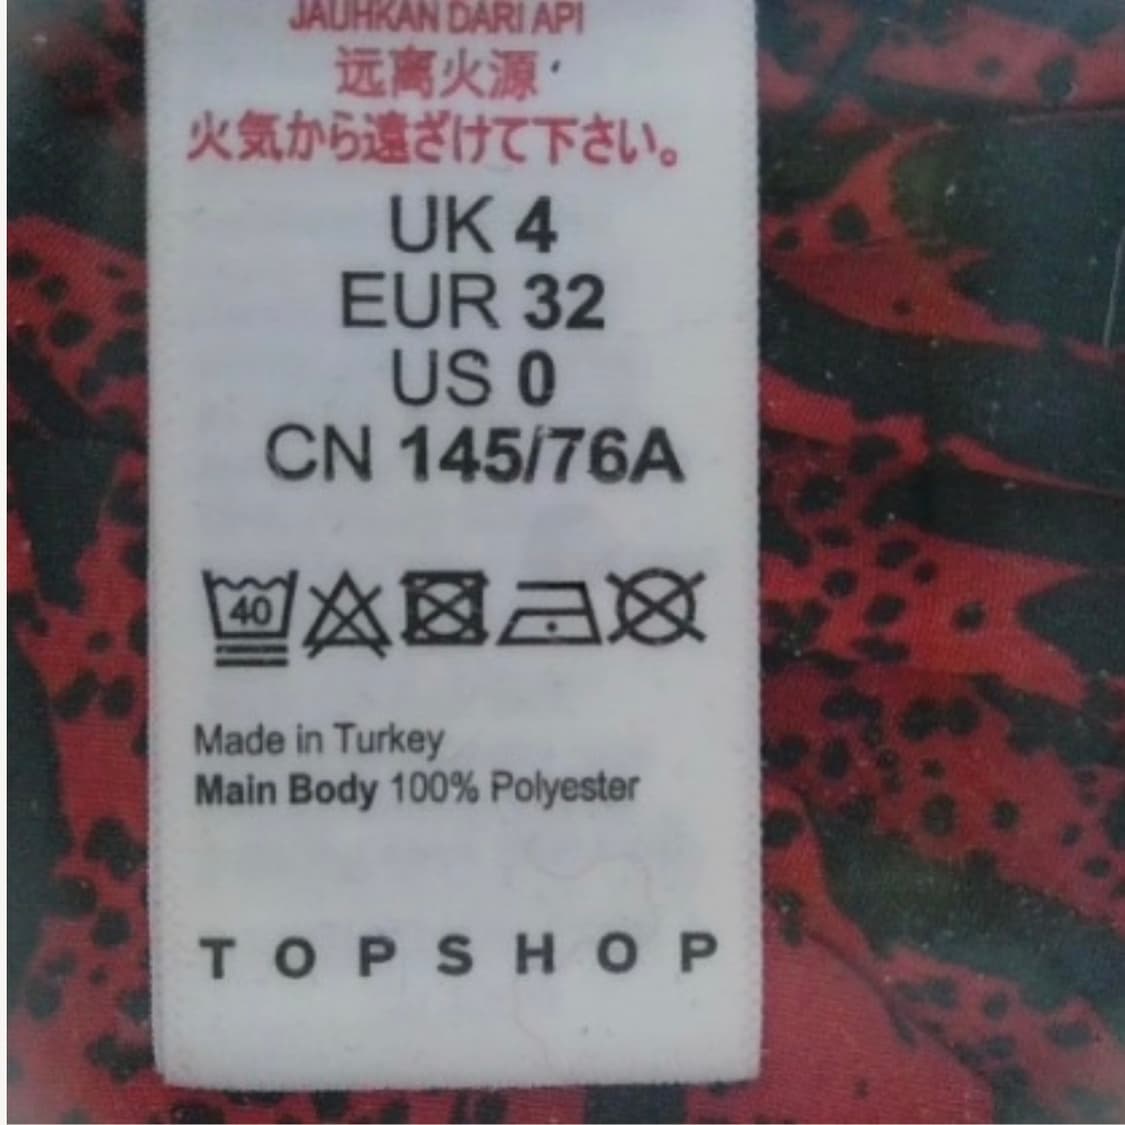 JAUHKAN DARI API
远离火源
火気から遠ざけて下さい。
UK 4
EUR 32
US 0
CN 145/76A
40
Made in Turkey
Main Body 100% Polyester
TOPSHOP